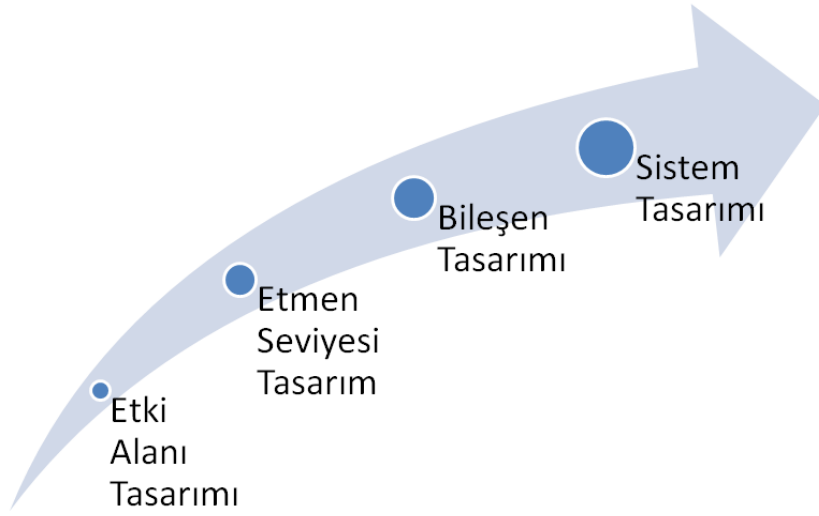 Etki
Alanı
Tasarımı
Etmen
Seviyesi
Tasarım
Bileşen
Tasarımı
Sistem
Tasarımı